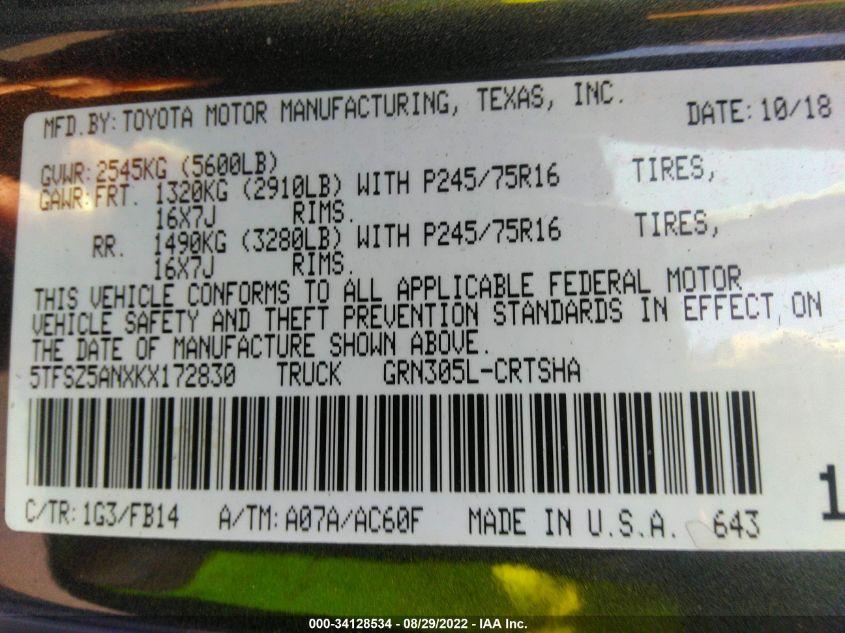 MFD.BY:TOYOTA MOTOR MANUFACTURING, TEXAS, INC. DATE:10/18
GVWR:2545KG (5600LB)
GAWR:FRT. 1320KG (2910LB) WITH P245/75R16 TIRES,
16X7J RIMS.
RR. 1490KG (3280LB) WITH P245/75R16 TIRES,
16X7J RIMS.
THIS VEHICLE CONFORMS TO ALL APPLICABLE FEDERAL MOTOR
VEHICLE SAFETY AND THEFT PREVENTION STANDARDS IN EFFECT ON
THE DATE OF MANUFACTURE SHOWN ABOVE.
5TFSZ5ANXKX172830 TRUCK GRN305L-CRTSHA
1
C/TR:1G3/FB14 A/TM:A07A/AC60F MADE IN U.S.A. 643
000-34128534 - 08/29/2022 - IAA Inc.